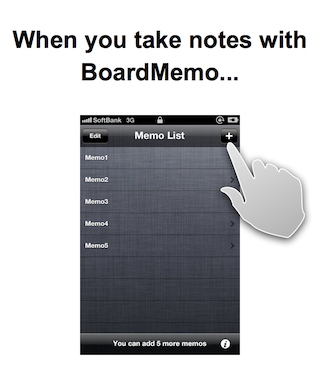 When you take notes with
BoardMemo...
SoftBank 3G
Edit Memo List +
Memo1
Memo2
Memo3
Memo4
Memo5
You can add 5 more memos i